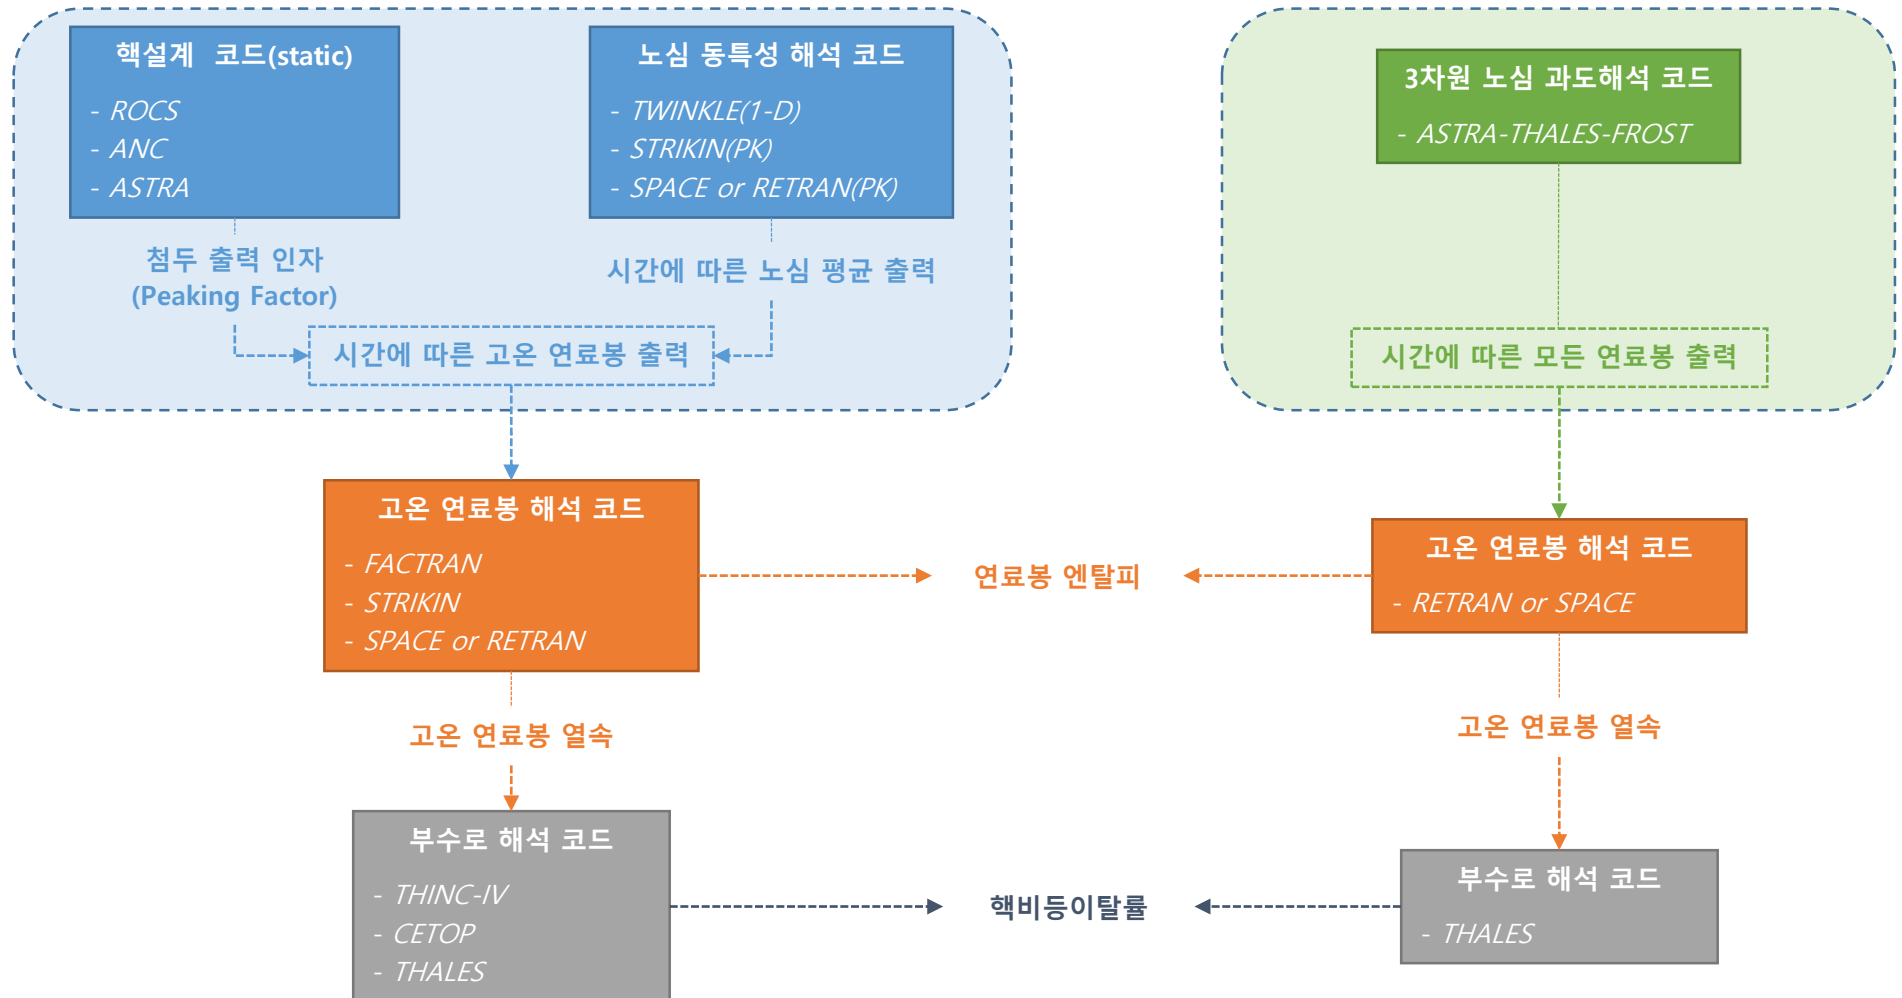 핵설계 코드(static)
- ROCS
- ANC
- ASTRA
노심 동특성 해석 코드
- TWINKLE(1-D)
- STRIKIN(PK)
- SPACE or RETRAN(PK)
첨두 출력 인자
(Peaking Factor)
시간에 따른 노심 평균 출력
시간에 따른 고온 연료봉 출력
3차원 노심 과도해석 코드
- ASTRA-THALES-FROST
시간에 따른 모든 연료봉 출력
고온 연료봉 해석 코드
- FACTRAN
- STRIKIN
- SPACE or RETRAN
연료봉 엔탈피
고온 연료봉 해석 코드
- RETRAN or SPACE
고온 연료봉 열속
고온 연료봉 열속
부수로 해석 코드
- THINC-IV
- CETOP
- THALES
핵비등이탈률
부수로 해석 코드
- THALES